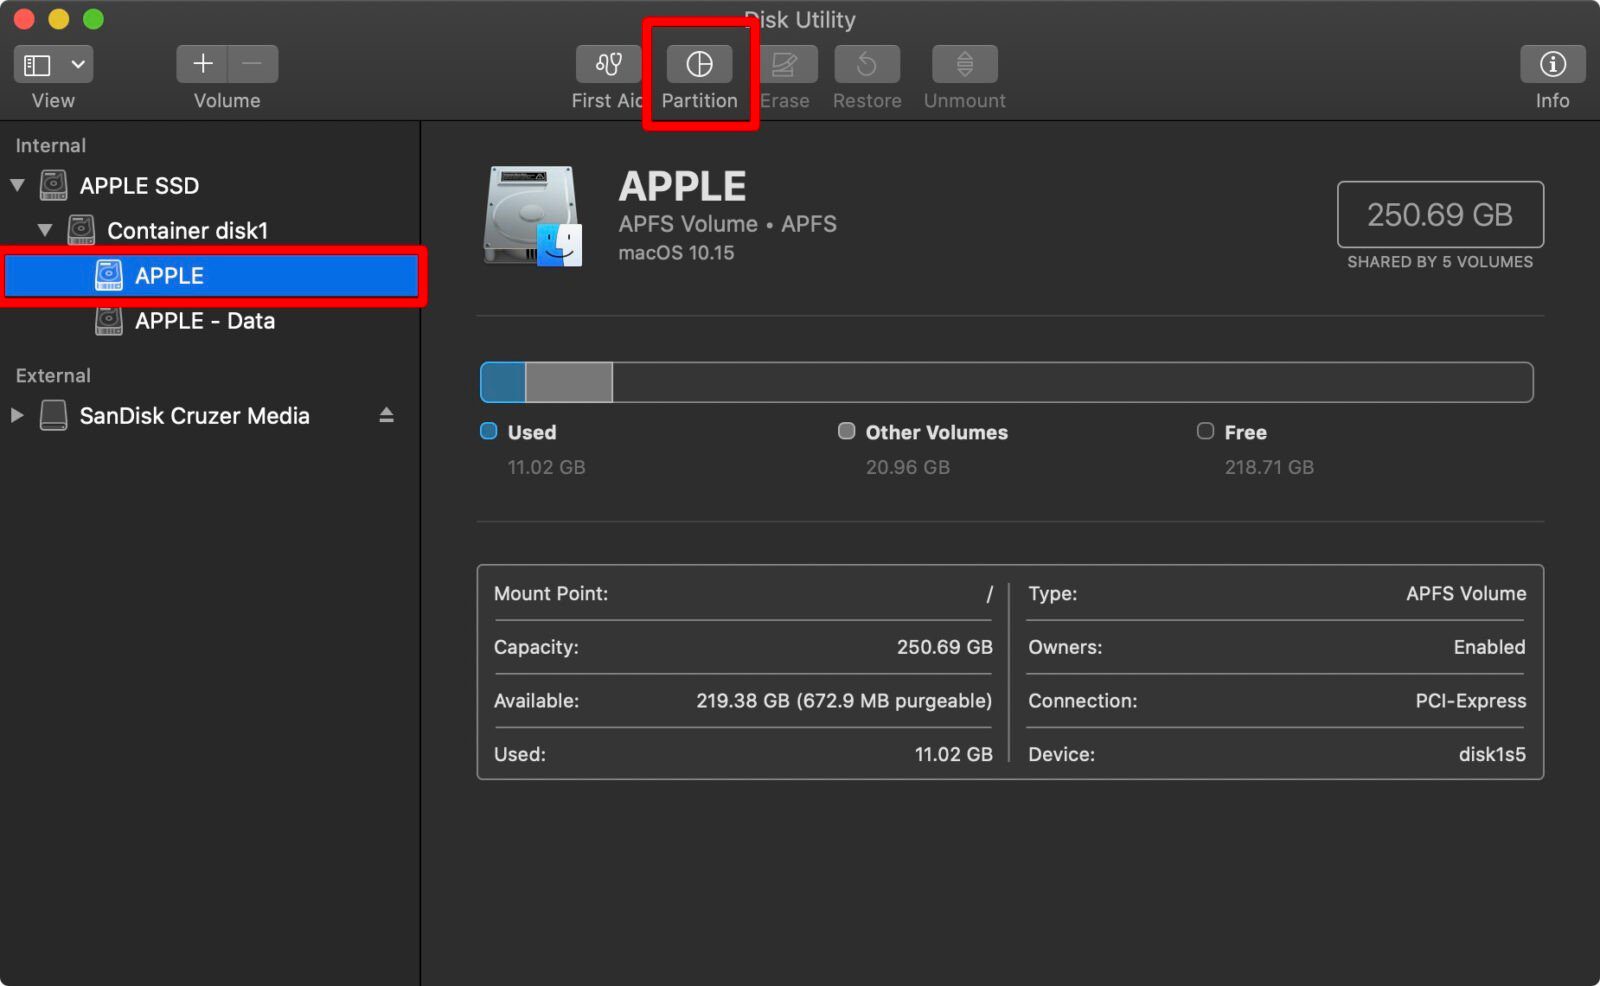 Disk Utility
View
Volume
First Aid
Partition
Erase
Restore
Unmount
Info
Internal
APPLE SSD
Container disk1
APPLE
APPLE - Data
External
SanDisk Cruzer Media
APPLE
APFS Volume • APFS
macOS 10.15
250.69 GB
SHARED BY 5 VOLUMES
Used
11.02 GB
Other Volumes
20.96 GB
Free
218.71 GB
Mount Point: /
Capacity: 250.69 GB
Available: 219.38 GB (672.9 MB purgeable)
Used: 11.02 GB
Type: APFS Volume
Owners: Enabled
Connection: PCI-Express
Device: disk1s5